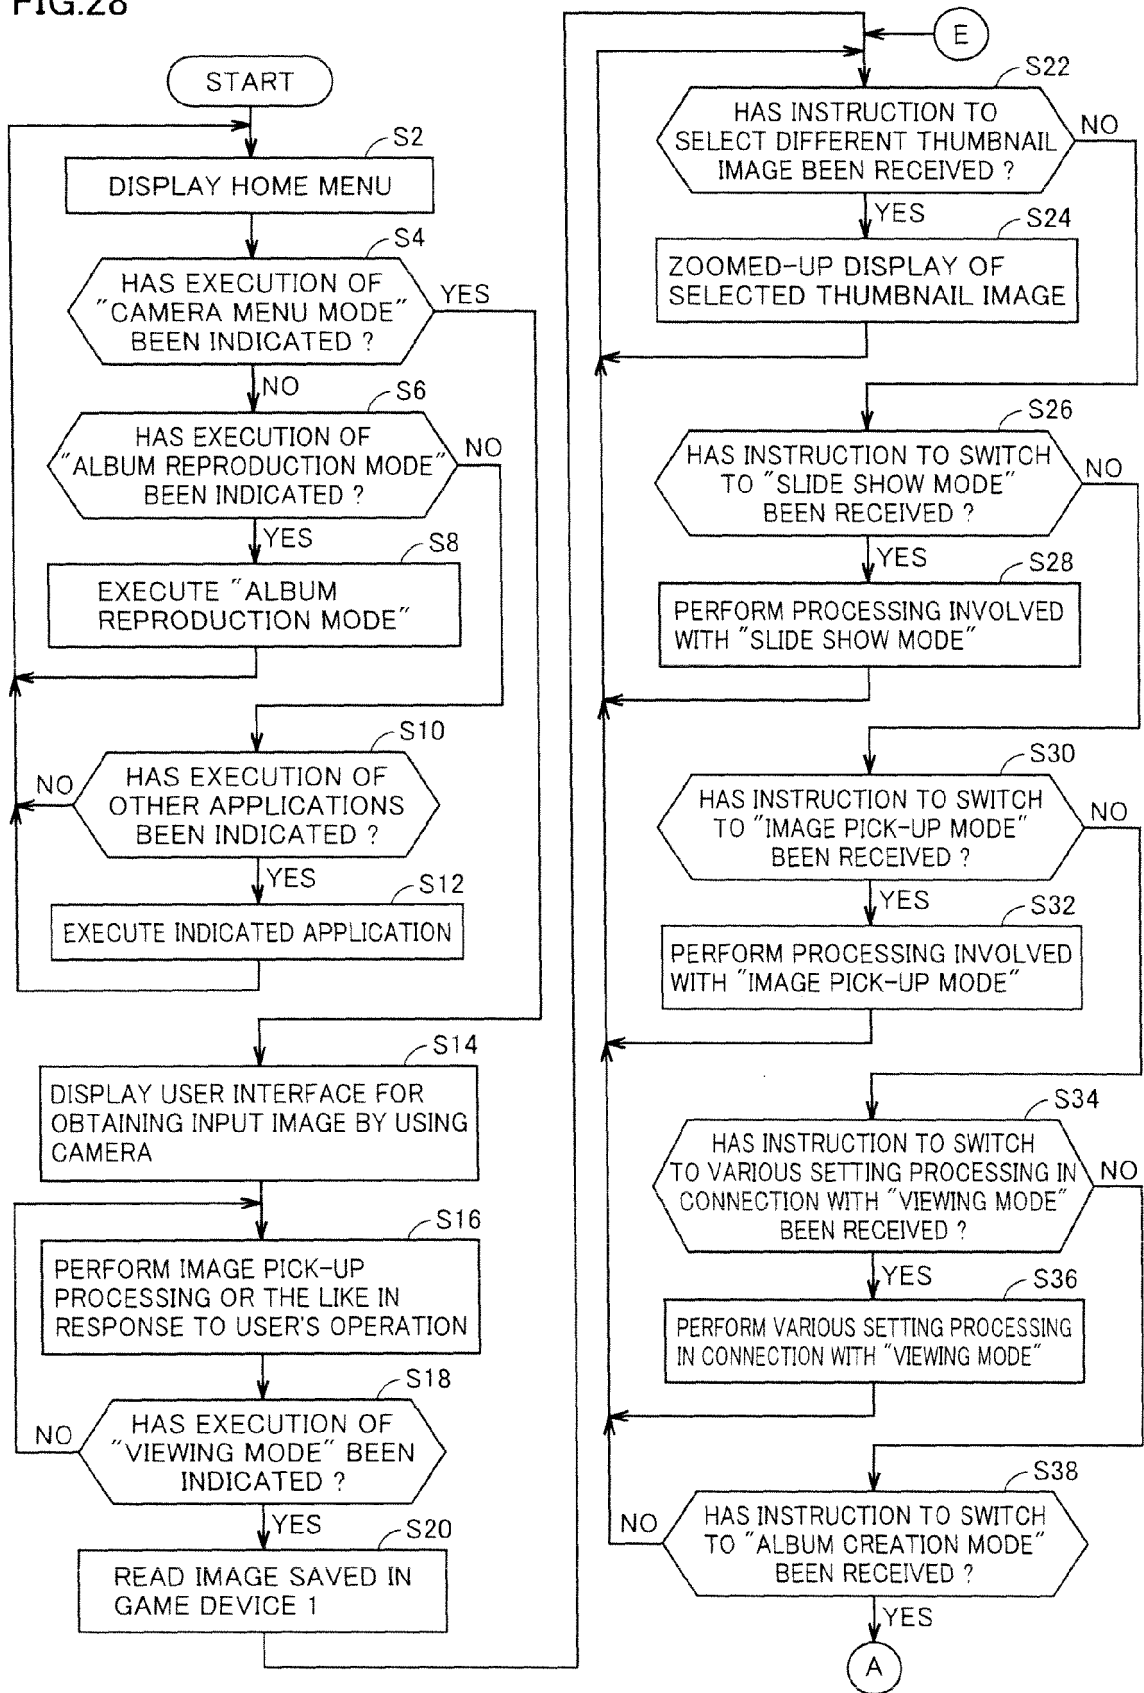 FIG.28
START
S2
DISPLAY HOME MENU
S4
HAS EXECUTION OF
"CAMERA MENU MODE"
BEEN INDICATED ?
YES
NO
S6
HAS EXECUTION OF
"ALBUM REPRODUCTION MODE"
BEEN INDICATED ?
NO
YES
S8
EXECUTE "ALBUM
REPRODUCTION MODE"
S10
HAS EXECUTION OF
OTHER APPLICATIONS
BEEN INDICATED ?
NO
YES
S12
EXECUTE INDICATED APPLICATION
S14
DISPLAY USER INTERFACE FOR
OBTAINING INPUT IMAGE BY USING
CAMERA
S16
PERFORM IMAGE PICK-UP
PROCESSING OR THE LIKE IN
RESPONSE TO USER'S OPERATION
S18
HAS EXECUTION OF
"VIEWING MODE" BEEN
INDICATED ?
NO
YES
S20
READ IMAGE SAVED IN
GAME DEVICE 1
E
S22
HAS INSTRUCTION TO
SELECT DIFFERENT THUMBNAIL
IMAGE BEEN RECEIVED ?
NO
YES
S24
ZOOMED-UP DISPLAY OF
SELECTED THUMBNAIL IMAGE
S26
HAS INSTRUCTION TO SWITCH
TO "SLIDE SHOW MODE"
BEEN RECEIVED ?
NO
YES
S28
PERFORM PROCESSING INVOLVED
WITH "SLIDE SHOW MODE"
S30
HAS INSTRUCTION TO SWITCH
TO "IMAGE PICK-UP MODE"
BEEN RECEIVED ?
NO
YES
S32
PERFORM PROCESSING INVOLVED
WITH "IMAGE PICK-UP MODE"
S34
HAS INSTRUCTION TO SWITCH
TO VARIOUS SETTING PROCESSING IN
CONNECTION WITH "VIEWING MODE"
BEEN RECEIVED ?
NO
YES
S36
PERFORM VARIOUS SETTING PROCESSING
IN CONNECTION WITH "VIEWING MODE"
S38
HAS INSTRUCTION TO SWITCH
TO "ALBUM CREATION MODE"
BEEN RECEIVED ?
NO
YES
A